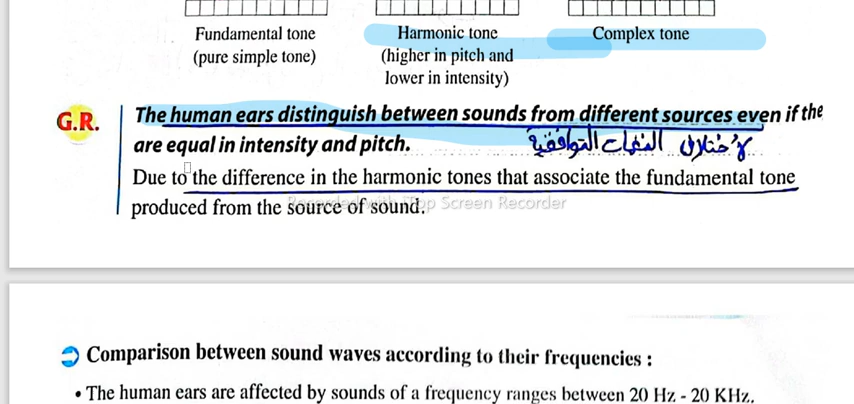 Fundamental tone
(pure simple tone)
Harmonic tone
(higher in pitch and
lower in intensity)
Complex tone
G.R.
The human ears distinguish between sounds from different sources even if the
are equal in intensity and pitch.
لاختلاف النغمات التوافقية
Due to the difference in the harmonic tones that associate the fundamental tone
produced from the source of sound.
Recorded with iTop Screen Recorder
Comparison between sound waves according to their frequencies :
• The human ears are affected by sounds of a frequency ranges between 20 Hz - 20 KHz.